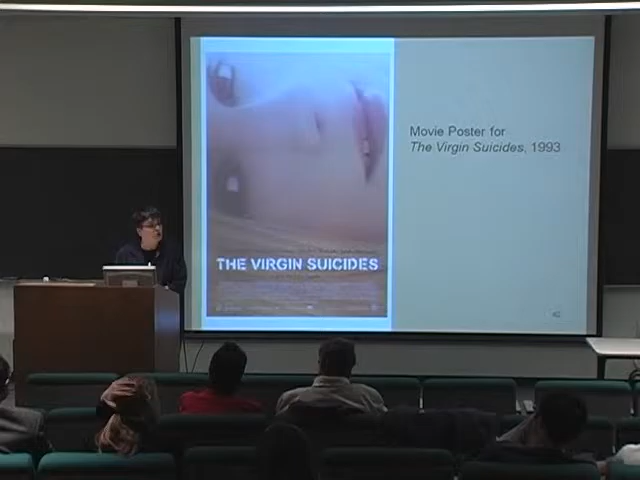 Movie Poster for
The Virgin Suicides, 1993
THE VIRGIN SUICIDES